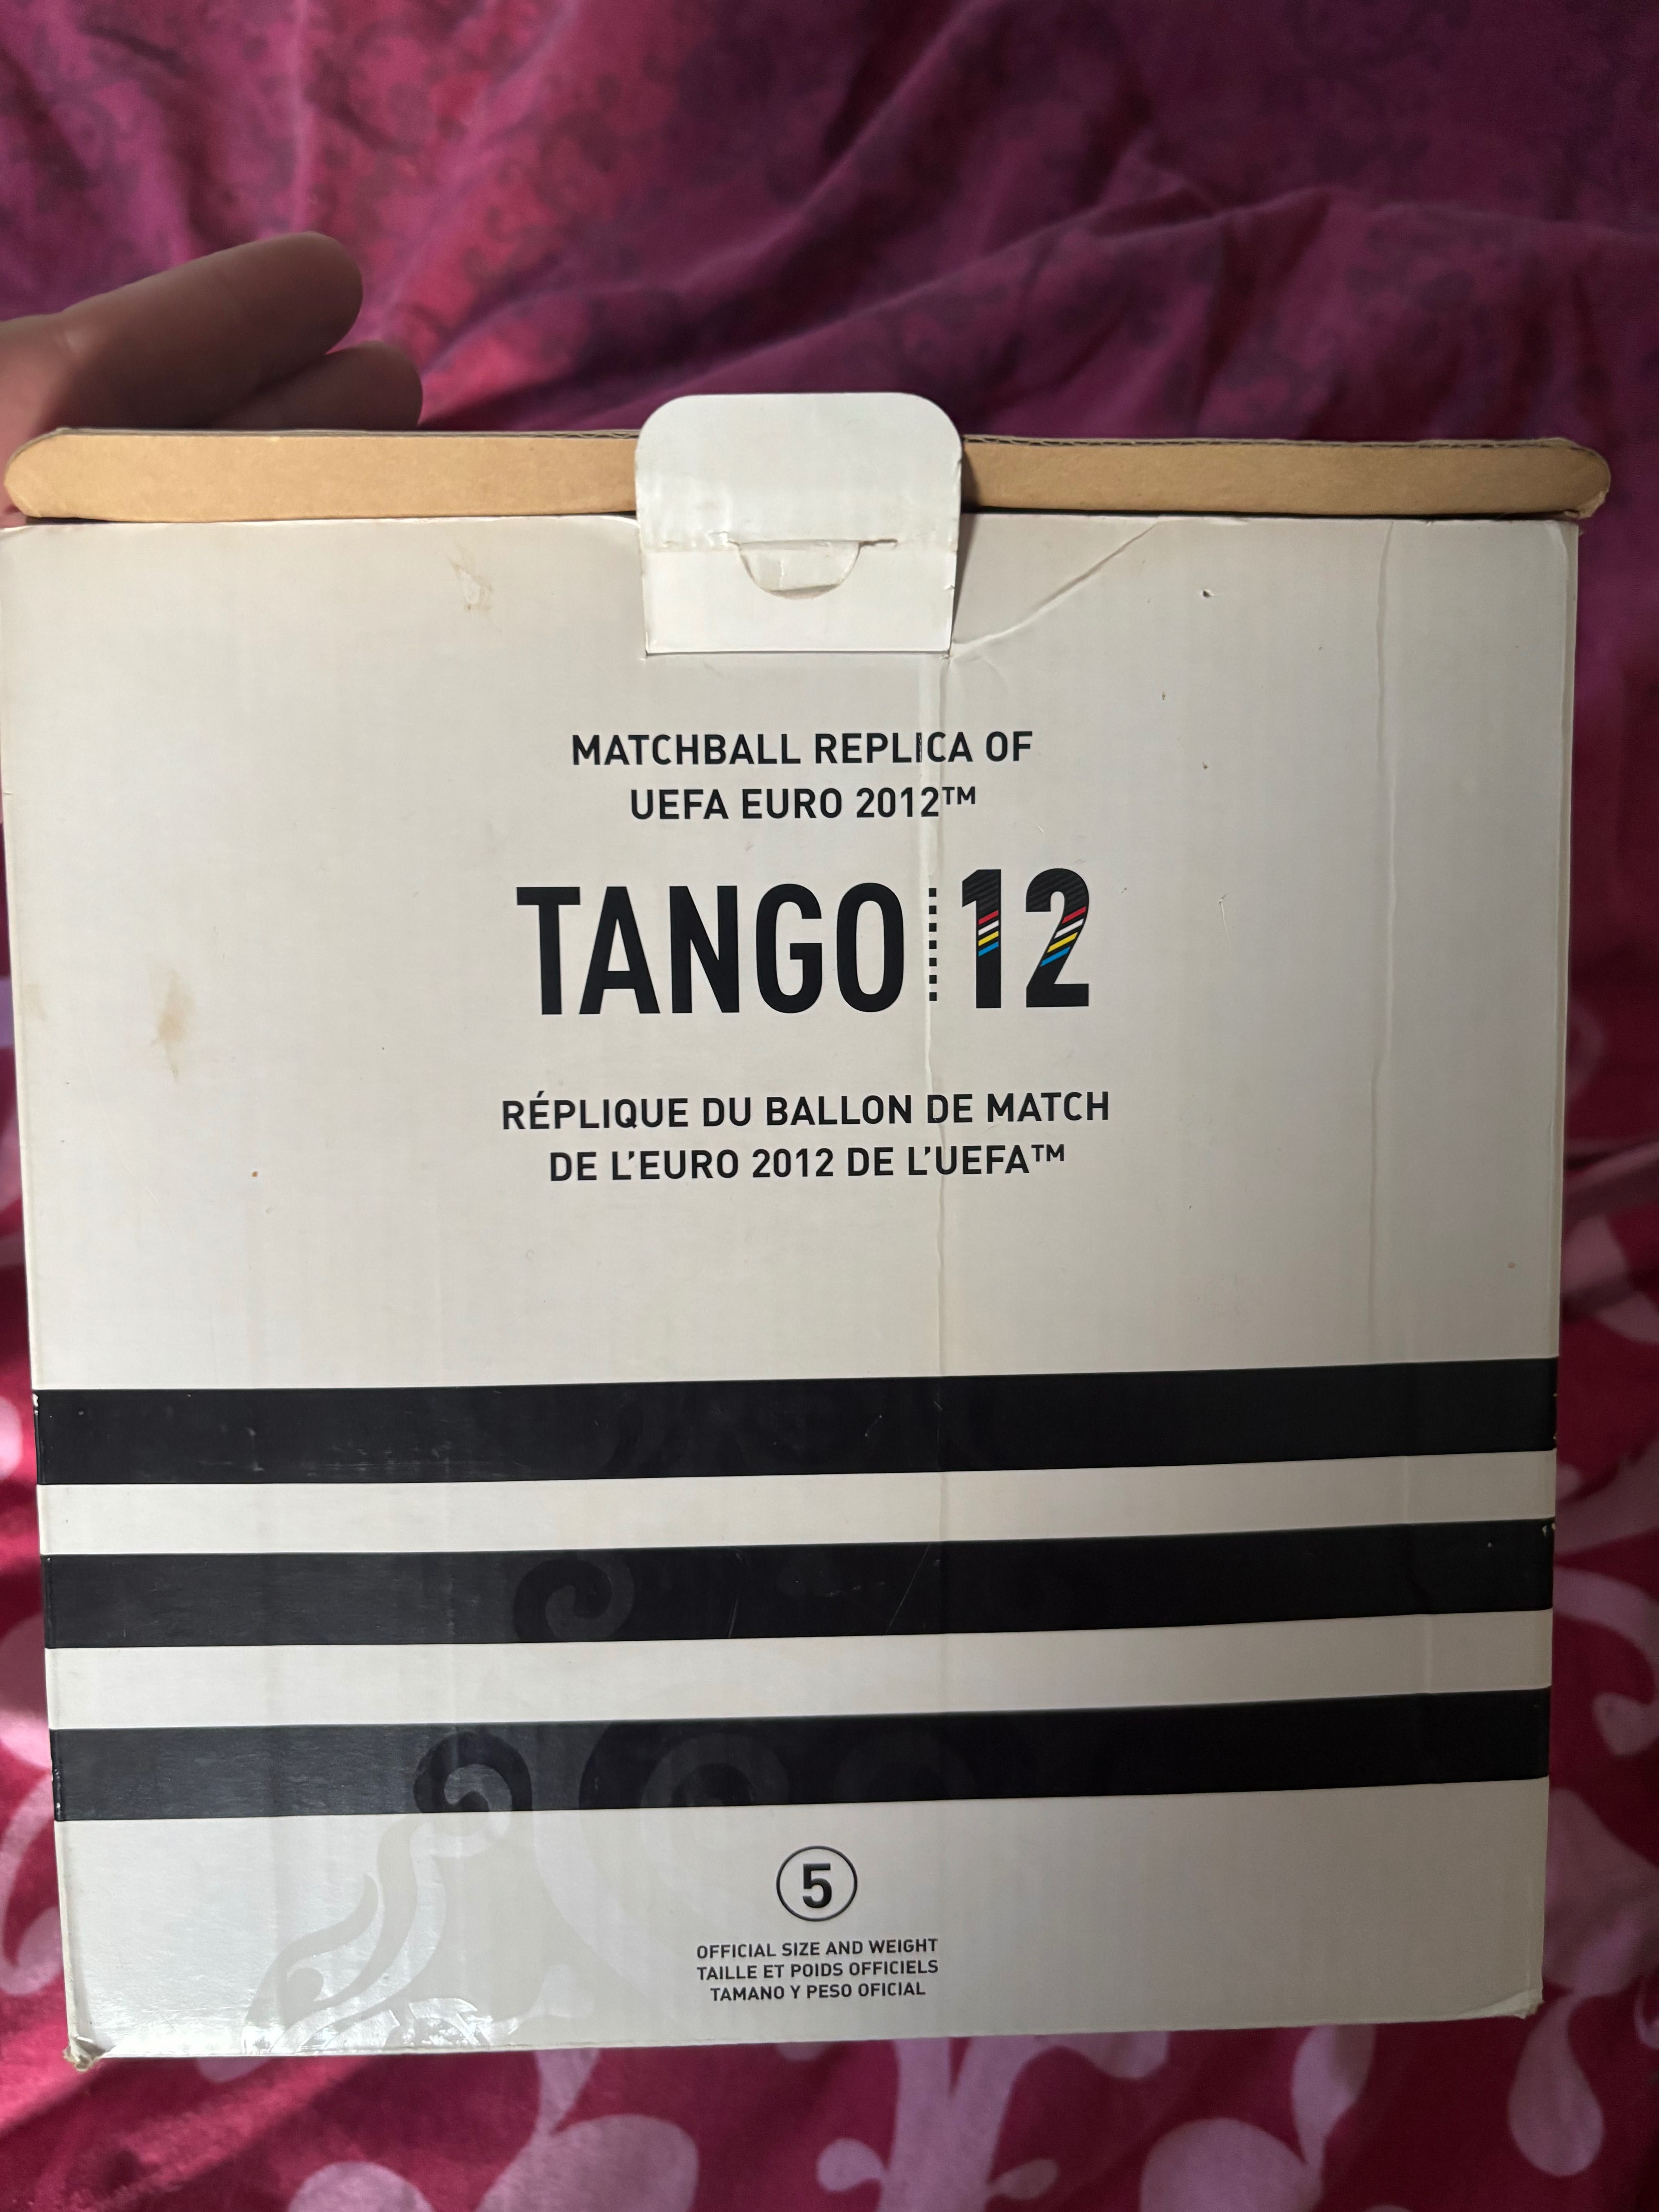 MATCHBALL REPLICA OF
UEFA EURO 2012™
TANGO 12
RÉPLIQUE DU BALLON DE MATCH
DE L'EURO 2012 DE L'UEFA™
5
OFFICIAL SIZE AND WEIGHT
TAILLE ET POIDS OFFICIELS
TAMANO Y PESO OFICIAL